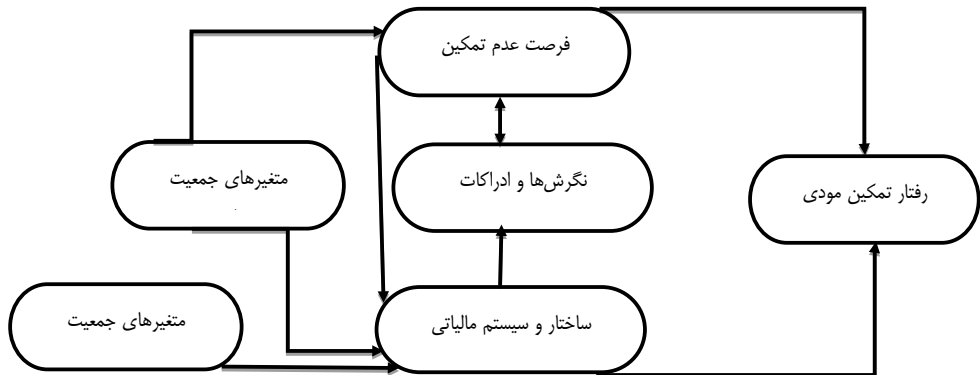 فرصت عدم تمکین
متغیرهای جمعیت
نگرش‌ها و ادراکات
رفتار تمکین مودی
متغیرهای جمعیت
ساختار و سیستم مالیاتی